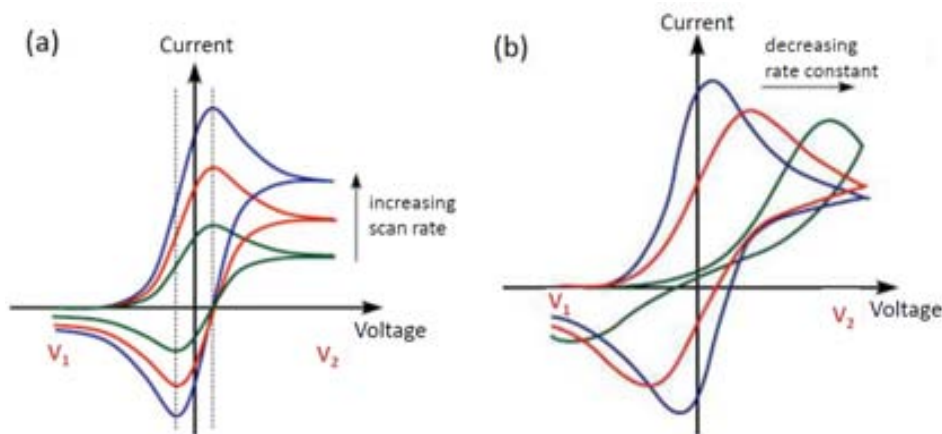 (a)
Current
increasing
scan rate
Voltage
V1
V2
(b)
Current
decreasing
rate constant
V1
V2
Voltage